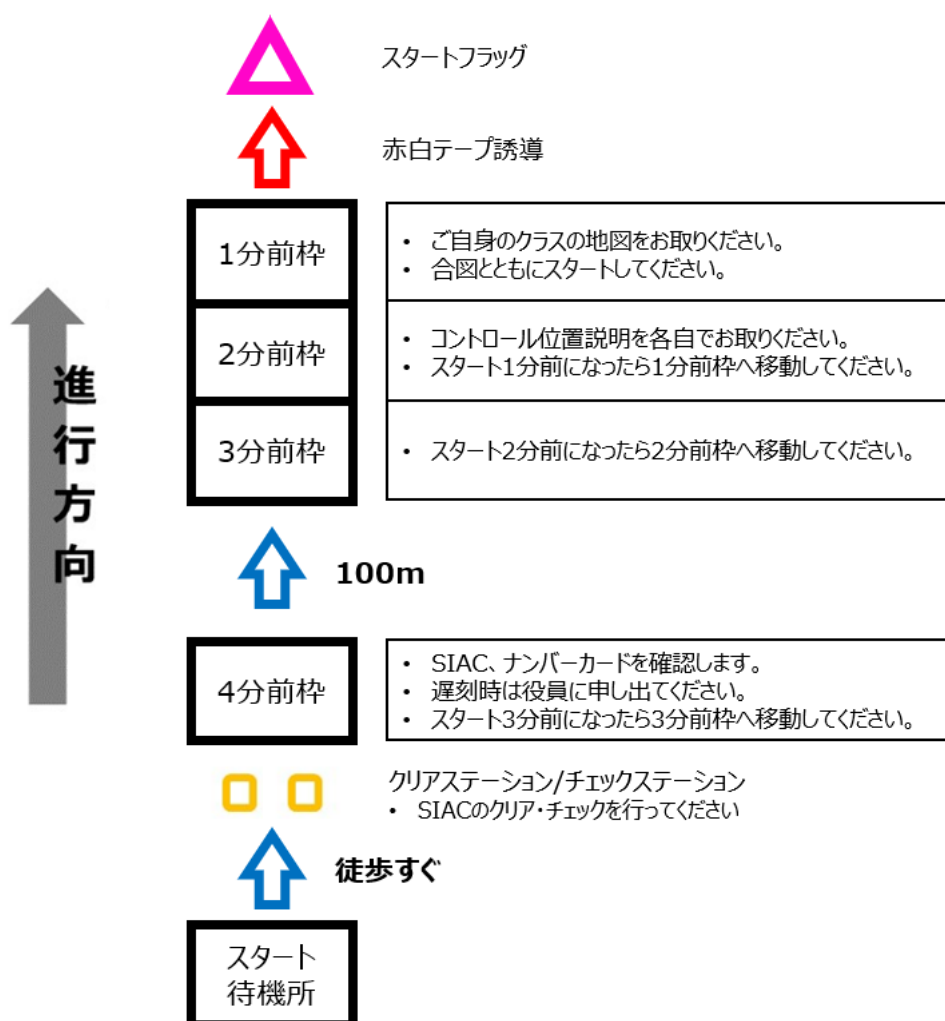 スタートフラッグ
赤白テープ誘導
1分前枠
• ご自身のクラスの地図をお取りください。
• 合図とともにスタートしてください。
2分前枠
• コントロール位置説明を各自でお取りください。
• スタート1分前になったら1分前枠へ移動してください。
3分前枠
• スタート2分前になったら2分前枠へ移動してください。
進行方向
100m
4分前枠
• SIAC、ナンバーカードを確認します。
• 遅刻時は役員に申し出てください。
• スタート3分前になったら3分前枠へ移動してください。
クリアステーション/チェックステーション
• SIACのクリア・チェックを行ってください
徒歩すぐ
スタート
待機所